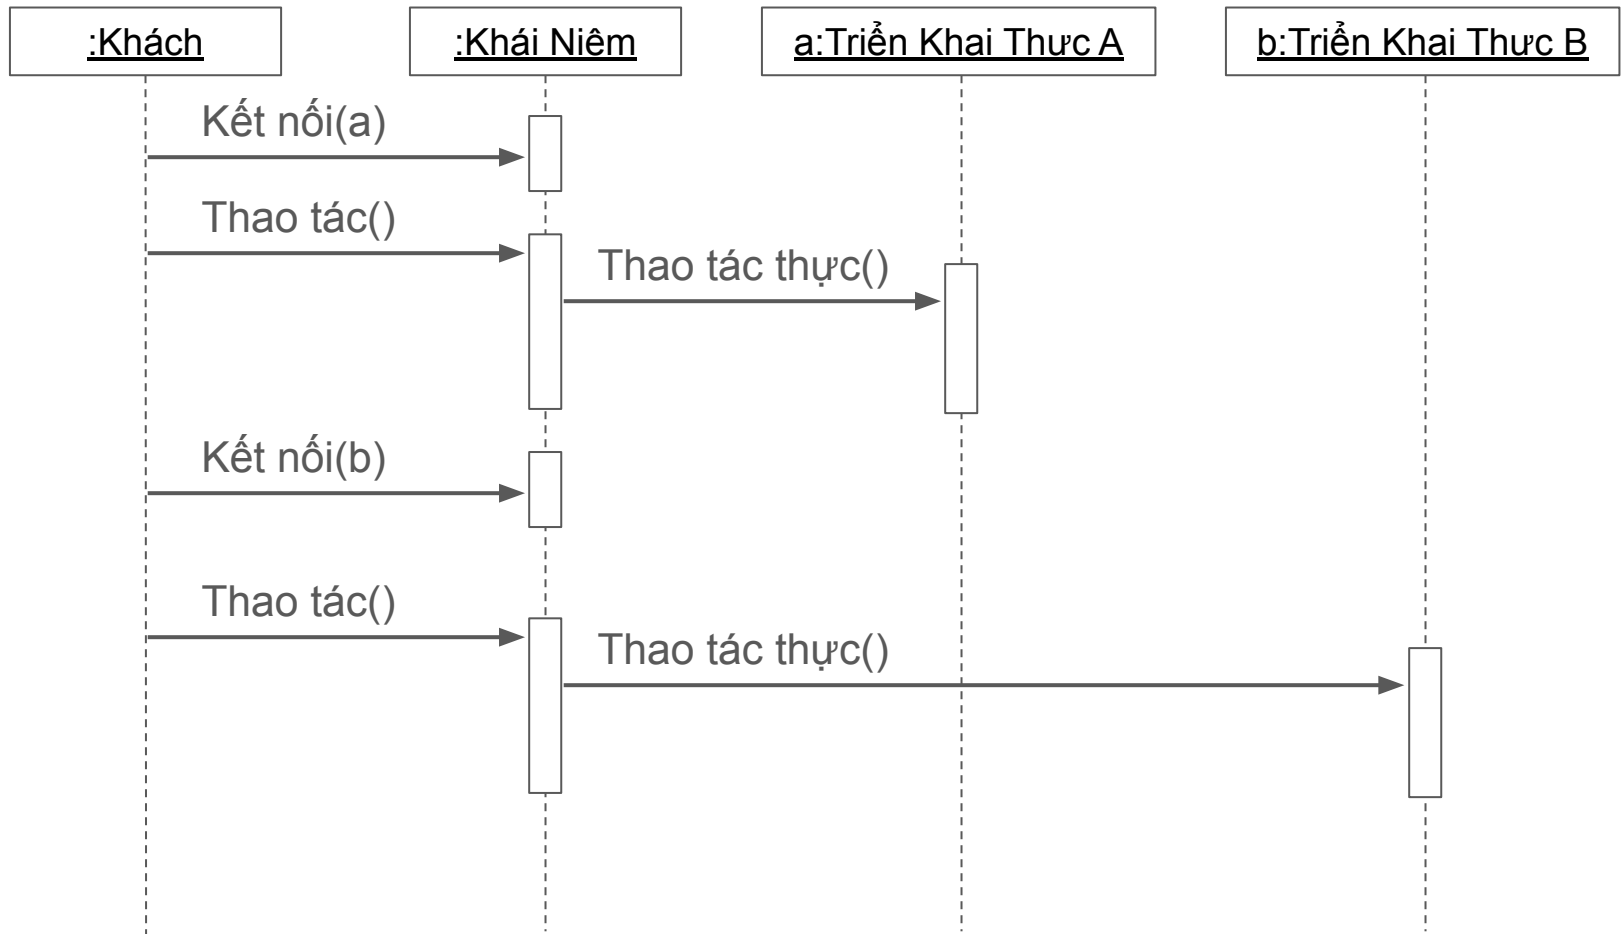 :Khách
:Khái Niêm
a:Triển Khai Thưc A
b:Triển Khai Thưc B
Kết nối(a)
Thao tác()
Thao tác thực()
Kết nối(b)
Thao tác()
Thao tác thực()